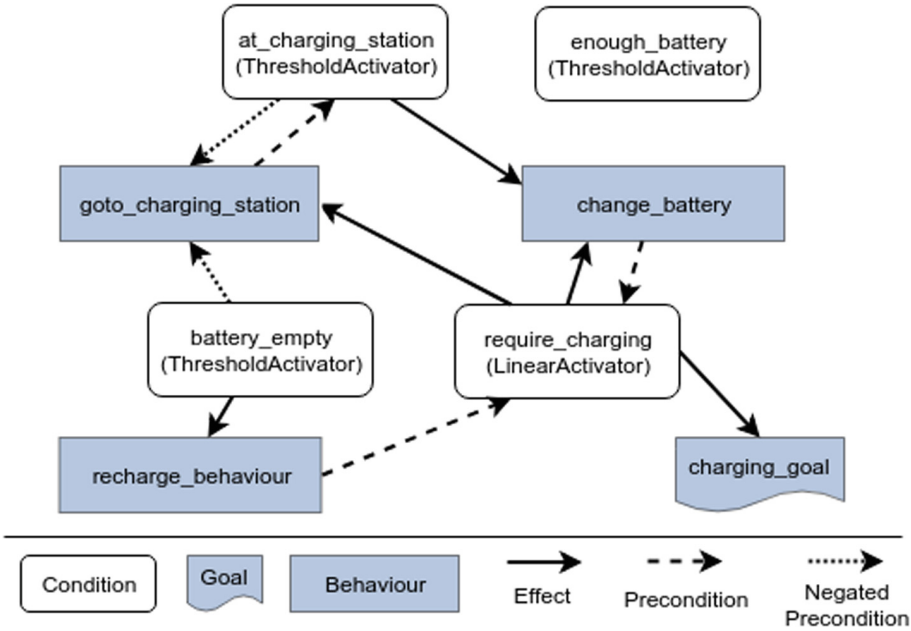 at_charging_station
(ThresholdActivator)
enough_battery
(ThresholdActivator)
goto_charging_station
change_battery
battery_empty
(ThresholdActivator)
require_charging
(LinearActivator)
recharge_behaviour
charging_goal
Condition
Goal
Behaviour
Effect
Precondition
Negated
Precondition